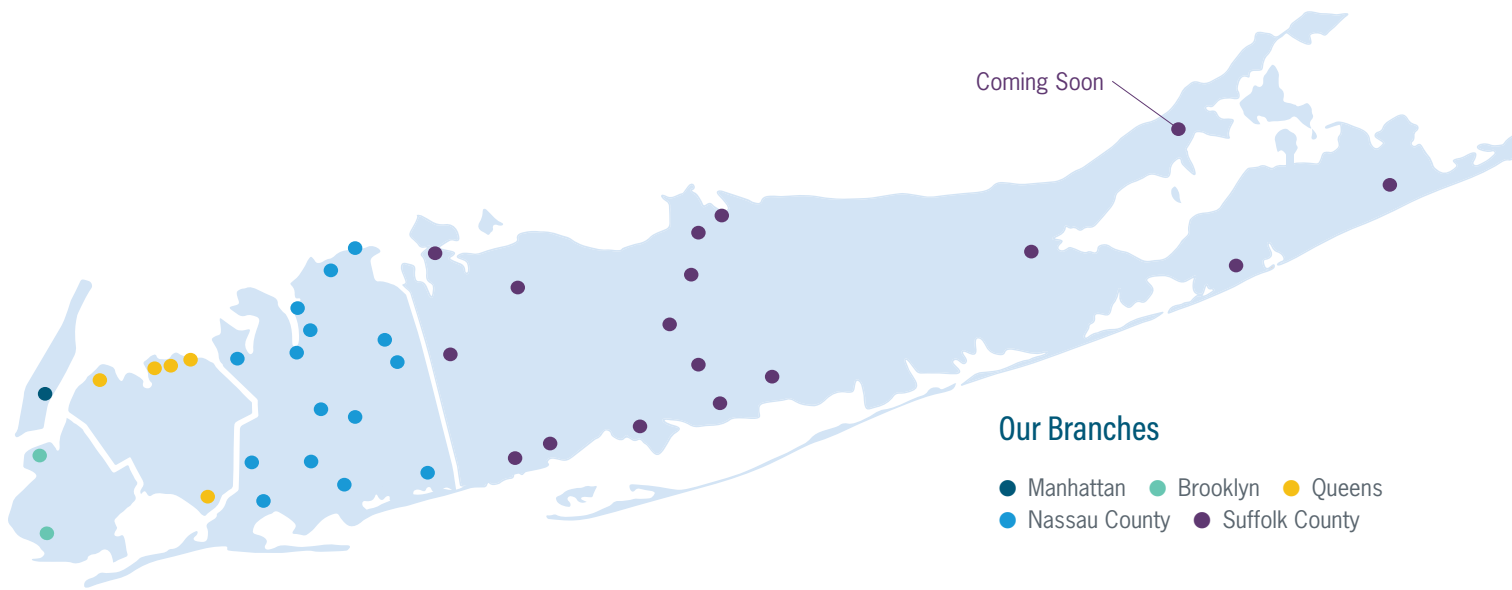 Coming Soon
Our Branches
Manhattan Brooklyn Queens
Nassau County Suffolk County